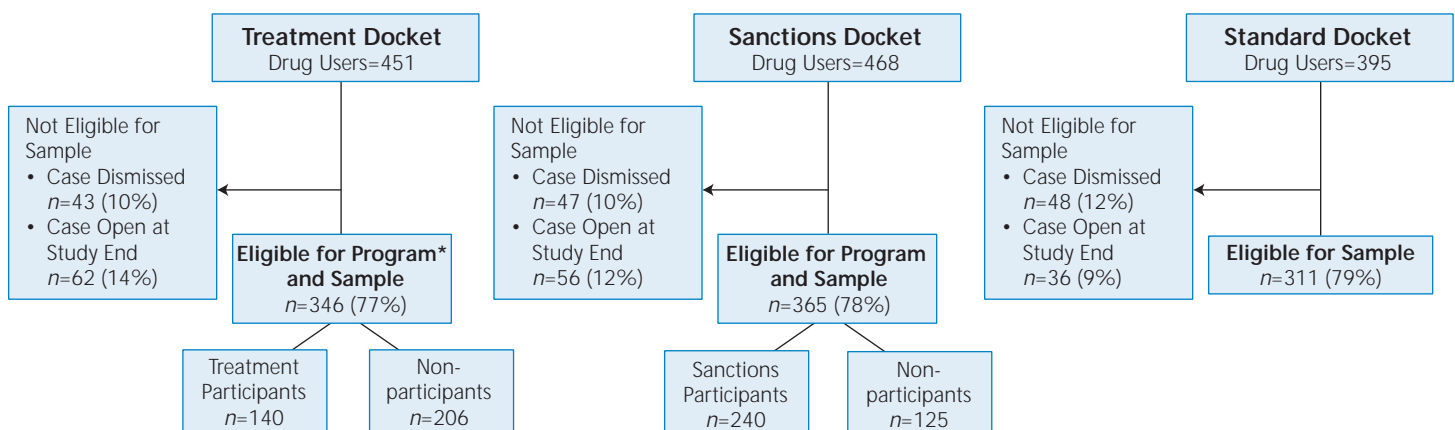 Treatment Docket
Drug Users=451
Not Eligible for
Sample
• Case Dismissed
n=43 (10%)
• Case Open at
Study End
n=62 (14%)
Eligible for Program*
and Sample
n=346 (77%)
Treatment
Participants
n=140
Non-
participants
n=206
Sanctions Docket
Drug Users=468
Not Eligible for
Sample
• Case Dismissed
n=47 (10%)
• Case Open at
Study End
n=56 (12%)
Eligible for Program
and Sample
n=365 (78%)
Sanctions
Participants
n=240
Non-
participants
n=125
Standard Docket
Drug Users=395
Not Eligible for
Sample
• Case Dismissed
n=48 (12%)
• Case Open at
Study End
n=36 (9%)
Eligible for Sample
n=311 (79%)